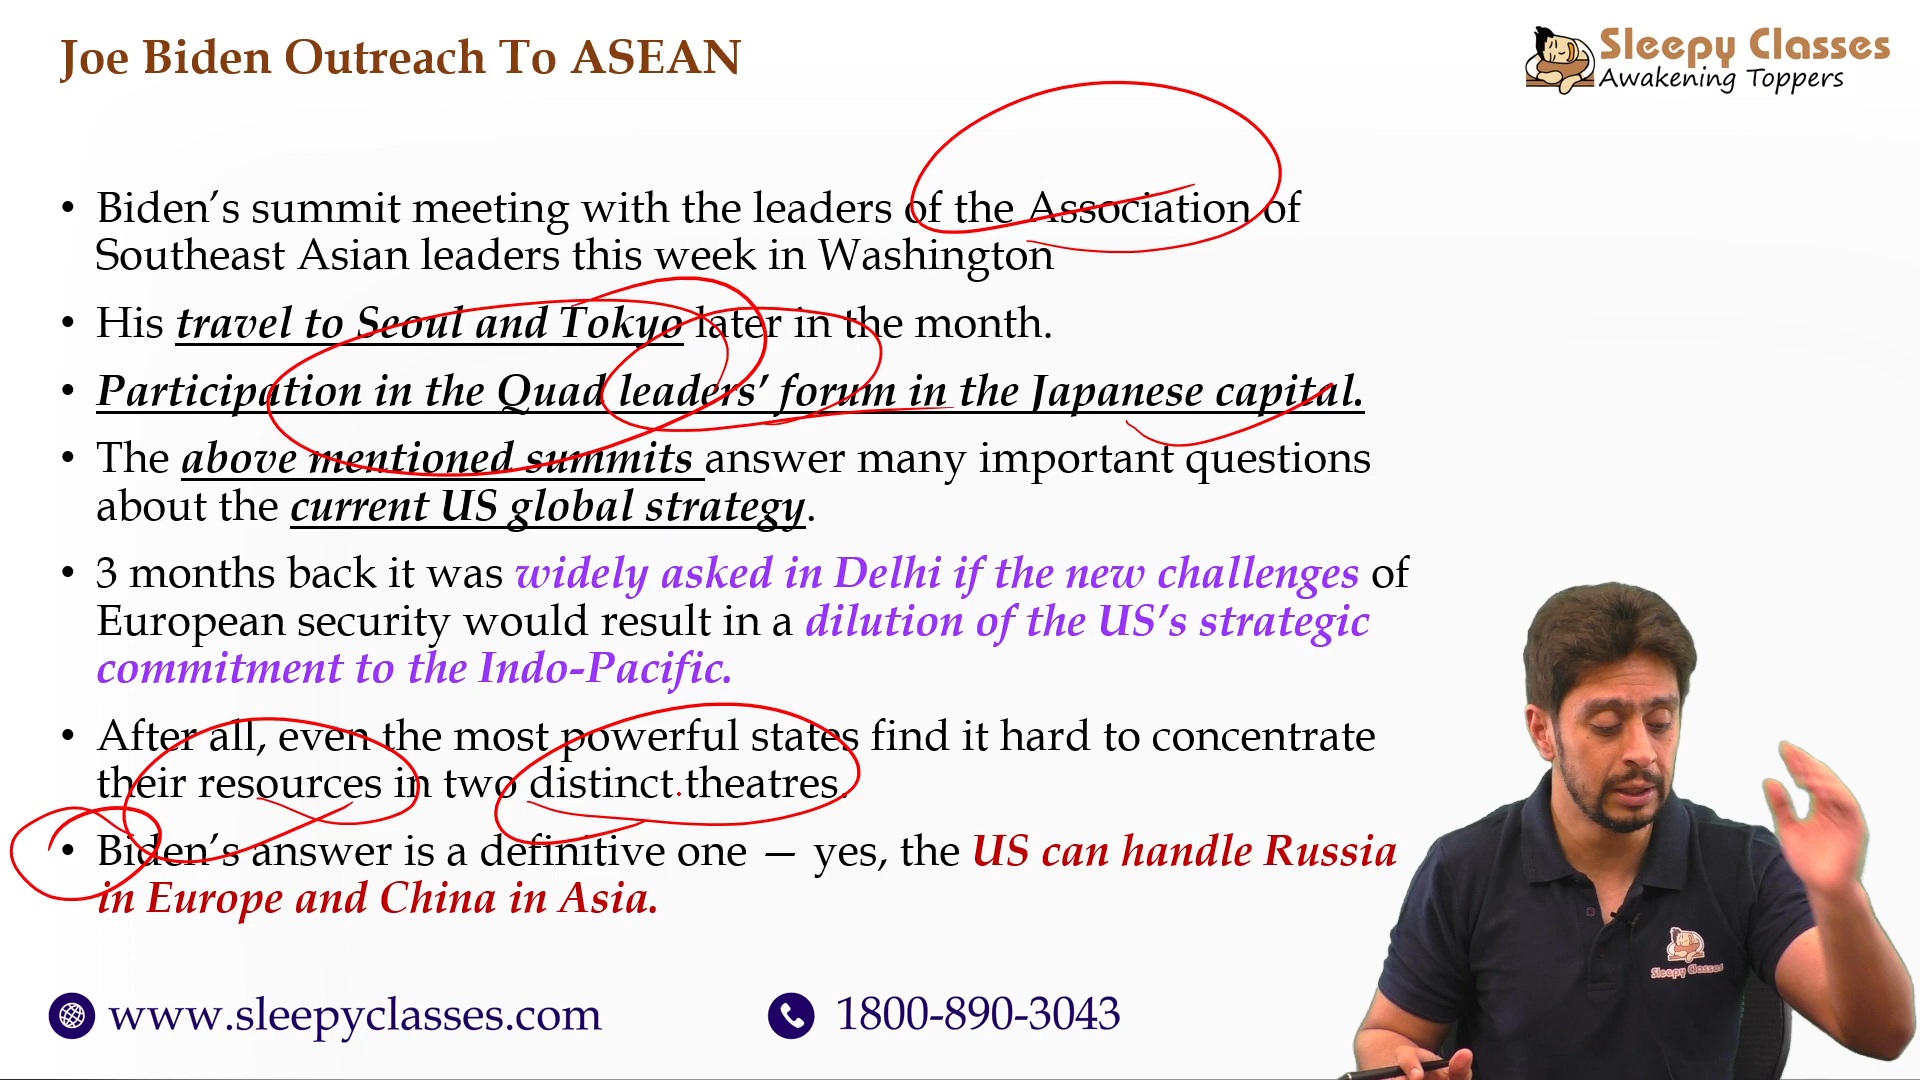 Joe Biden Outreach To ASEAN
Sleepy Classes
Awakening Toppers
• Biden’s summit meeting with the leaders of the Association of
Southeast Asian leaders this week in Washington
• His travel to Seoul and Tokyo later in the month.
• Participation in the Quad leaders’ forum in the Japanese capital.
• The above mentioned summits answer many important questions
about the current US global strategy.
• 3 months back it was widely asked in Delhi if the new challenges of
European security would result in a dilution of the US’s strategic
commitment to the Indo-Pacific.
• After all, even the most powerful states find it hard to concentrate
their resources in two distinct theatres.
• Biden’s answer is a definitive one — yes, the US can handle Russia
in Europe and China in Asia.
Sleepy Classes
www.sleepyclasses.com
1800-890-3043